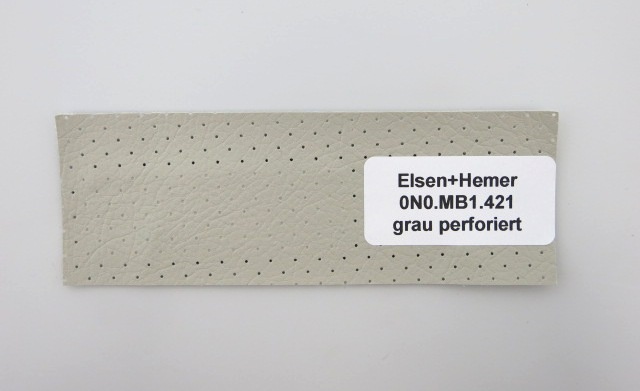 Elsen+Hemer
0N0.MB1.421
grau perforiert